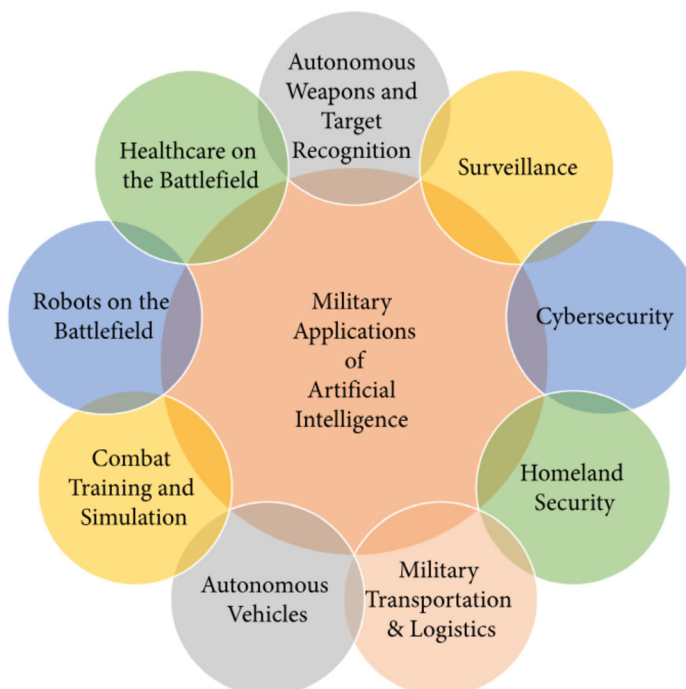 Autonomous
Weapons and
Target
Recognition
Surveillance
Cybersecurity
Homeland
Security
Military
Transportation
& Logistics
Autonomous
Vehicles
Combat
Training and
Simulation
Robots on the
Battlefield
Healthcare on
the Battlefield
Military
Applications
of
Artificial
Intelligence